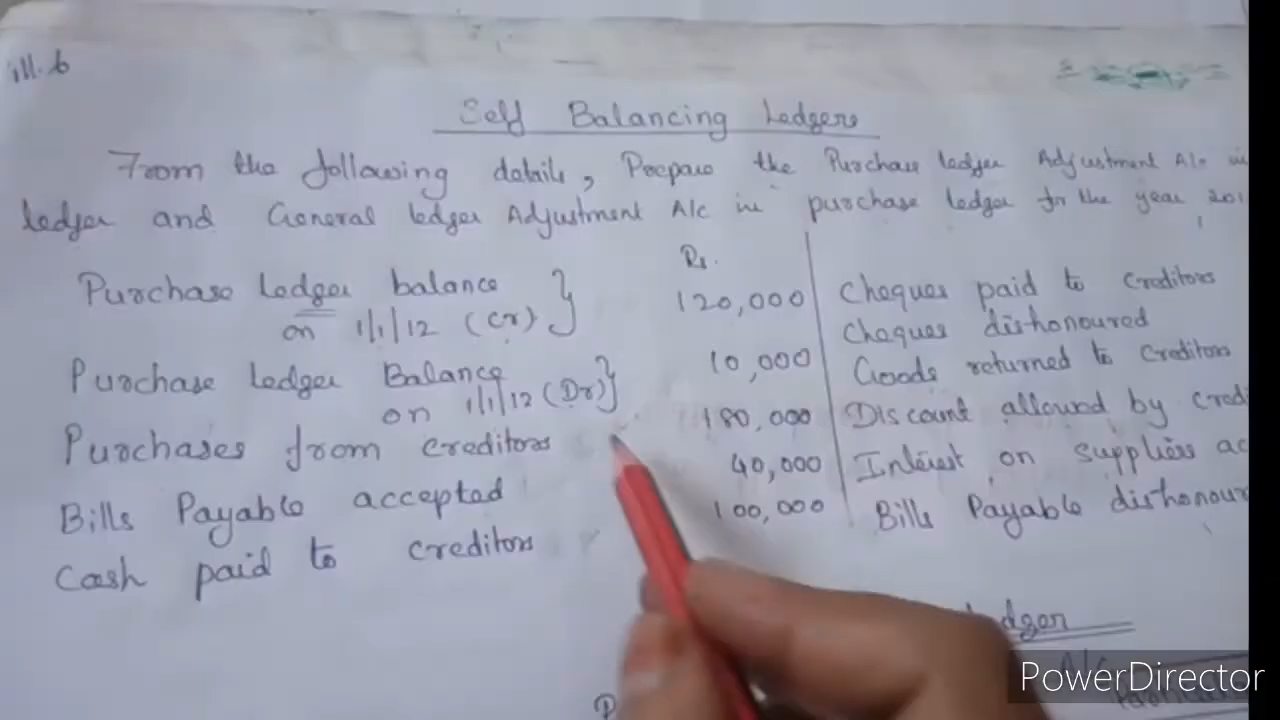 ill.6
Self Balancing Ledgers
From the following details, Prepare the Purchase ledger Adjustment A/c in
ledger and General ledger Adjustment A/c in purchase ledger for the year 201
Rs.
Purchase Ledger balance
on 1/1/12 (Cr) } 120,000
Purchase Ledger Balance
on 1/1/12 (Dr) } 10,000
Purchases from creditors 180,000
Bills Payable accepted 40,000
Cash paid to creditors 100,000
Cheques paid to creditors
Cheques dishonoured
Goods returned to creditors
Discount allowed by credi
Interest on suppliers ac
Bills Payable dishonour
PowerDirector